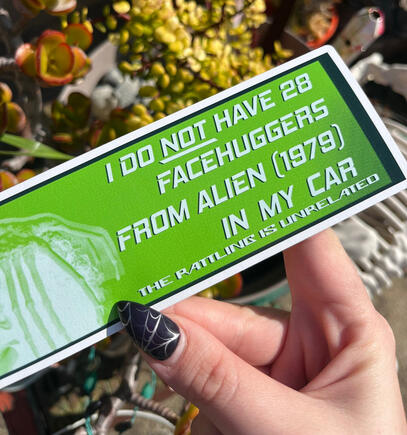 I DO NOT HAVE 28
FACEHUGGERS
FROM ALIEN (1979)
IN MY CAR
THE RATTLING IS UNRELATED